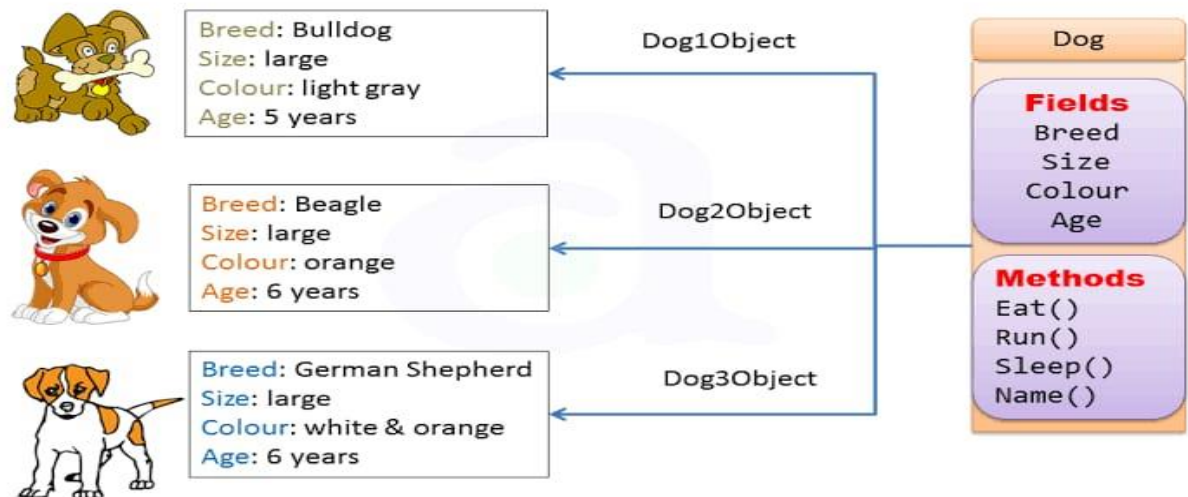 Breed: Bulldog
Size: large
Colour: light gray
Age: 5 years
Dog1Object
Breed: Beagle
Size: large
Colour: orange
Age: 6 years
Dog2Object
Breed: German Shepherd
Size: large
Colour: white & orange
Age: 6 years
Dog3Object
Dog
Fields
Breed
Size
Colour
Age
Methods
Eat()
Run()
Sleep()
Name()